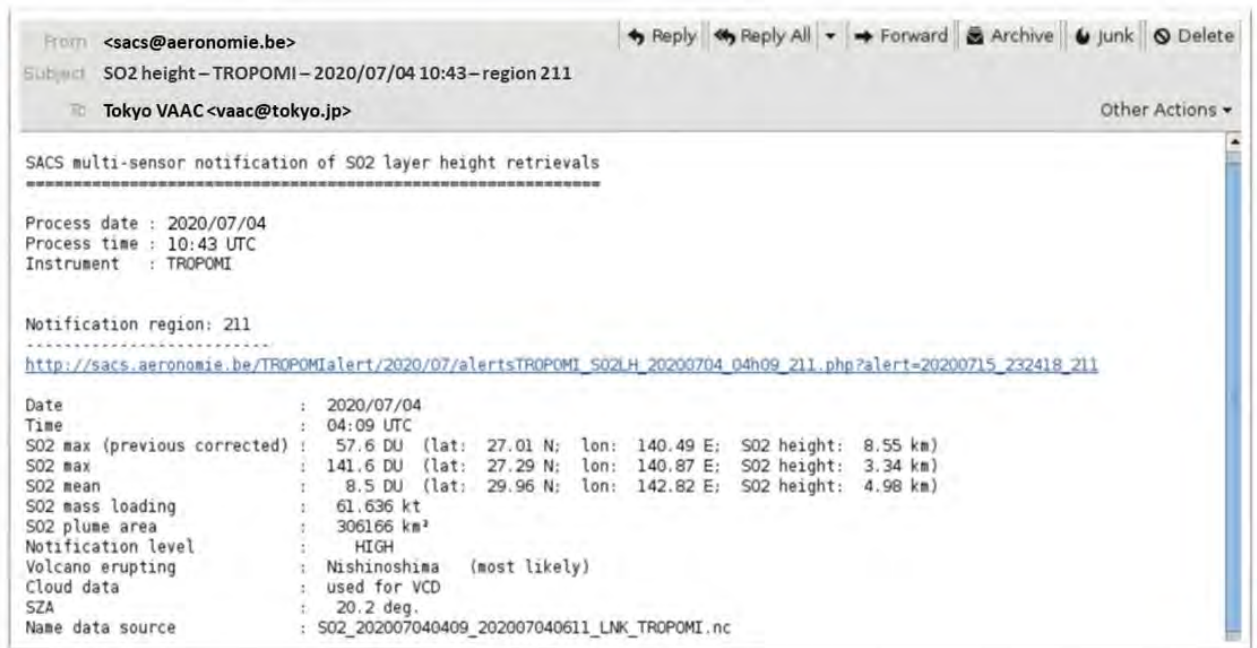 From <sacs@aeronomie.be> Reply Reply All Forward Archive Junk Delete
Subject SO2 height – TROPOMI – 2020/07/04 10:43 – region 211
To Tokyo VAAC <vaac@tokyo.jp> Other Actions
SACS multi-sensor notification of SO2 layer height retrievals
================================================================
Process date : 2020/07/04
Process time : 10:43 UTC
Instrument : TROPOMI
Notification region: 211
---------------------------
http://sacs.aeronomie.be/TROPOMIalert/2020/07/alertsTROPOMI_SO2LH_20200704_04h09_211.php?alert=20200715_232418_211
Date : 2020/07/04
Time : 04:09 UTC
SO2 max (previous corrected) : 57.6 DU (lat: 27.01 N; lon: 140.49 E; SO2 height: 8.55 km)
SO2 max : 141.6 DU (lat: 27.29 N; lon: 140.87 E; SO2 height: 3.34 km)
SO2 mean : 8.5 DU (lat: 29.96 N; lon: 142.82 E; SO2 height: 4.98 km)
SO2 mass loading : 61.636 kt
SO2 plume area : 306166 km²
Notification level : HIGH
Volcano erupting : Nishinoshima (most likely)
Cloud data : used for VCD
SZA : 20.2 deg.
Name data source : SO2_202007040409_202007040611_LNK_TROPOMI.nc